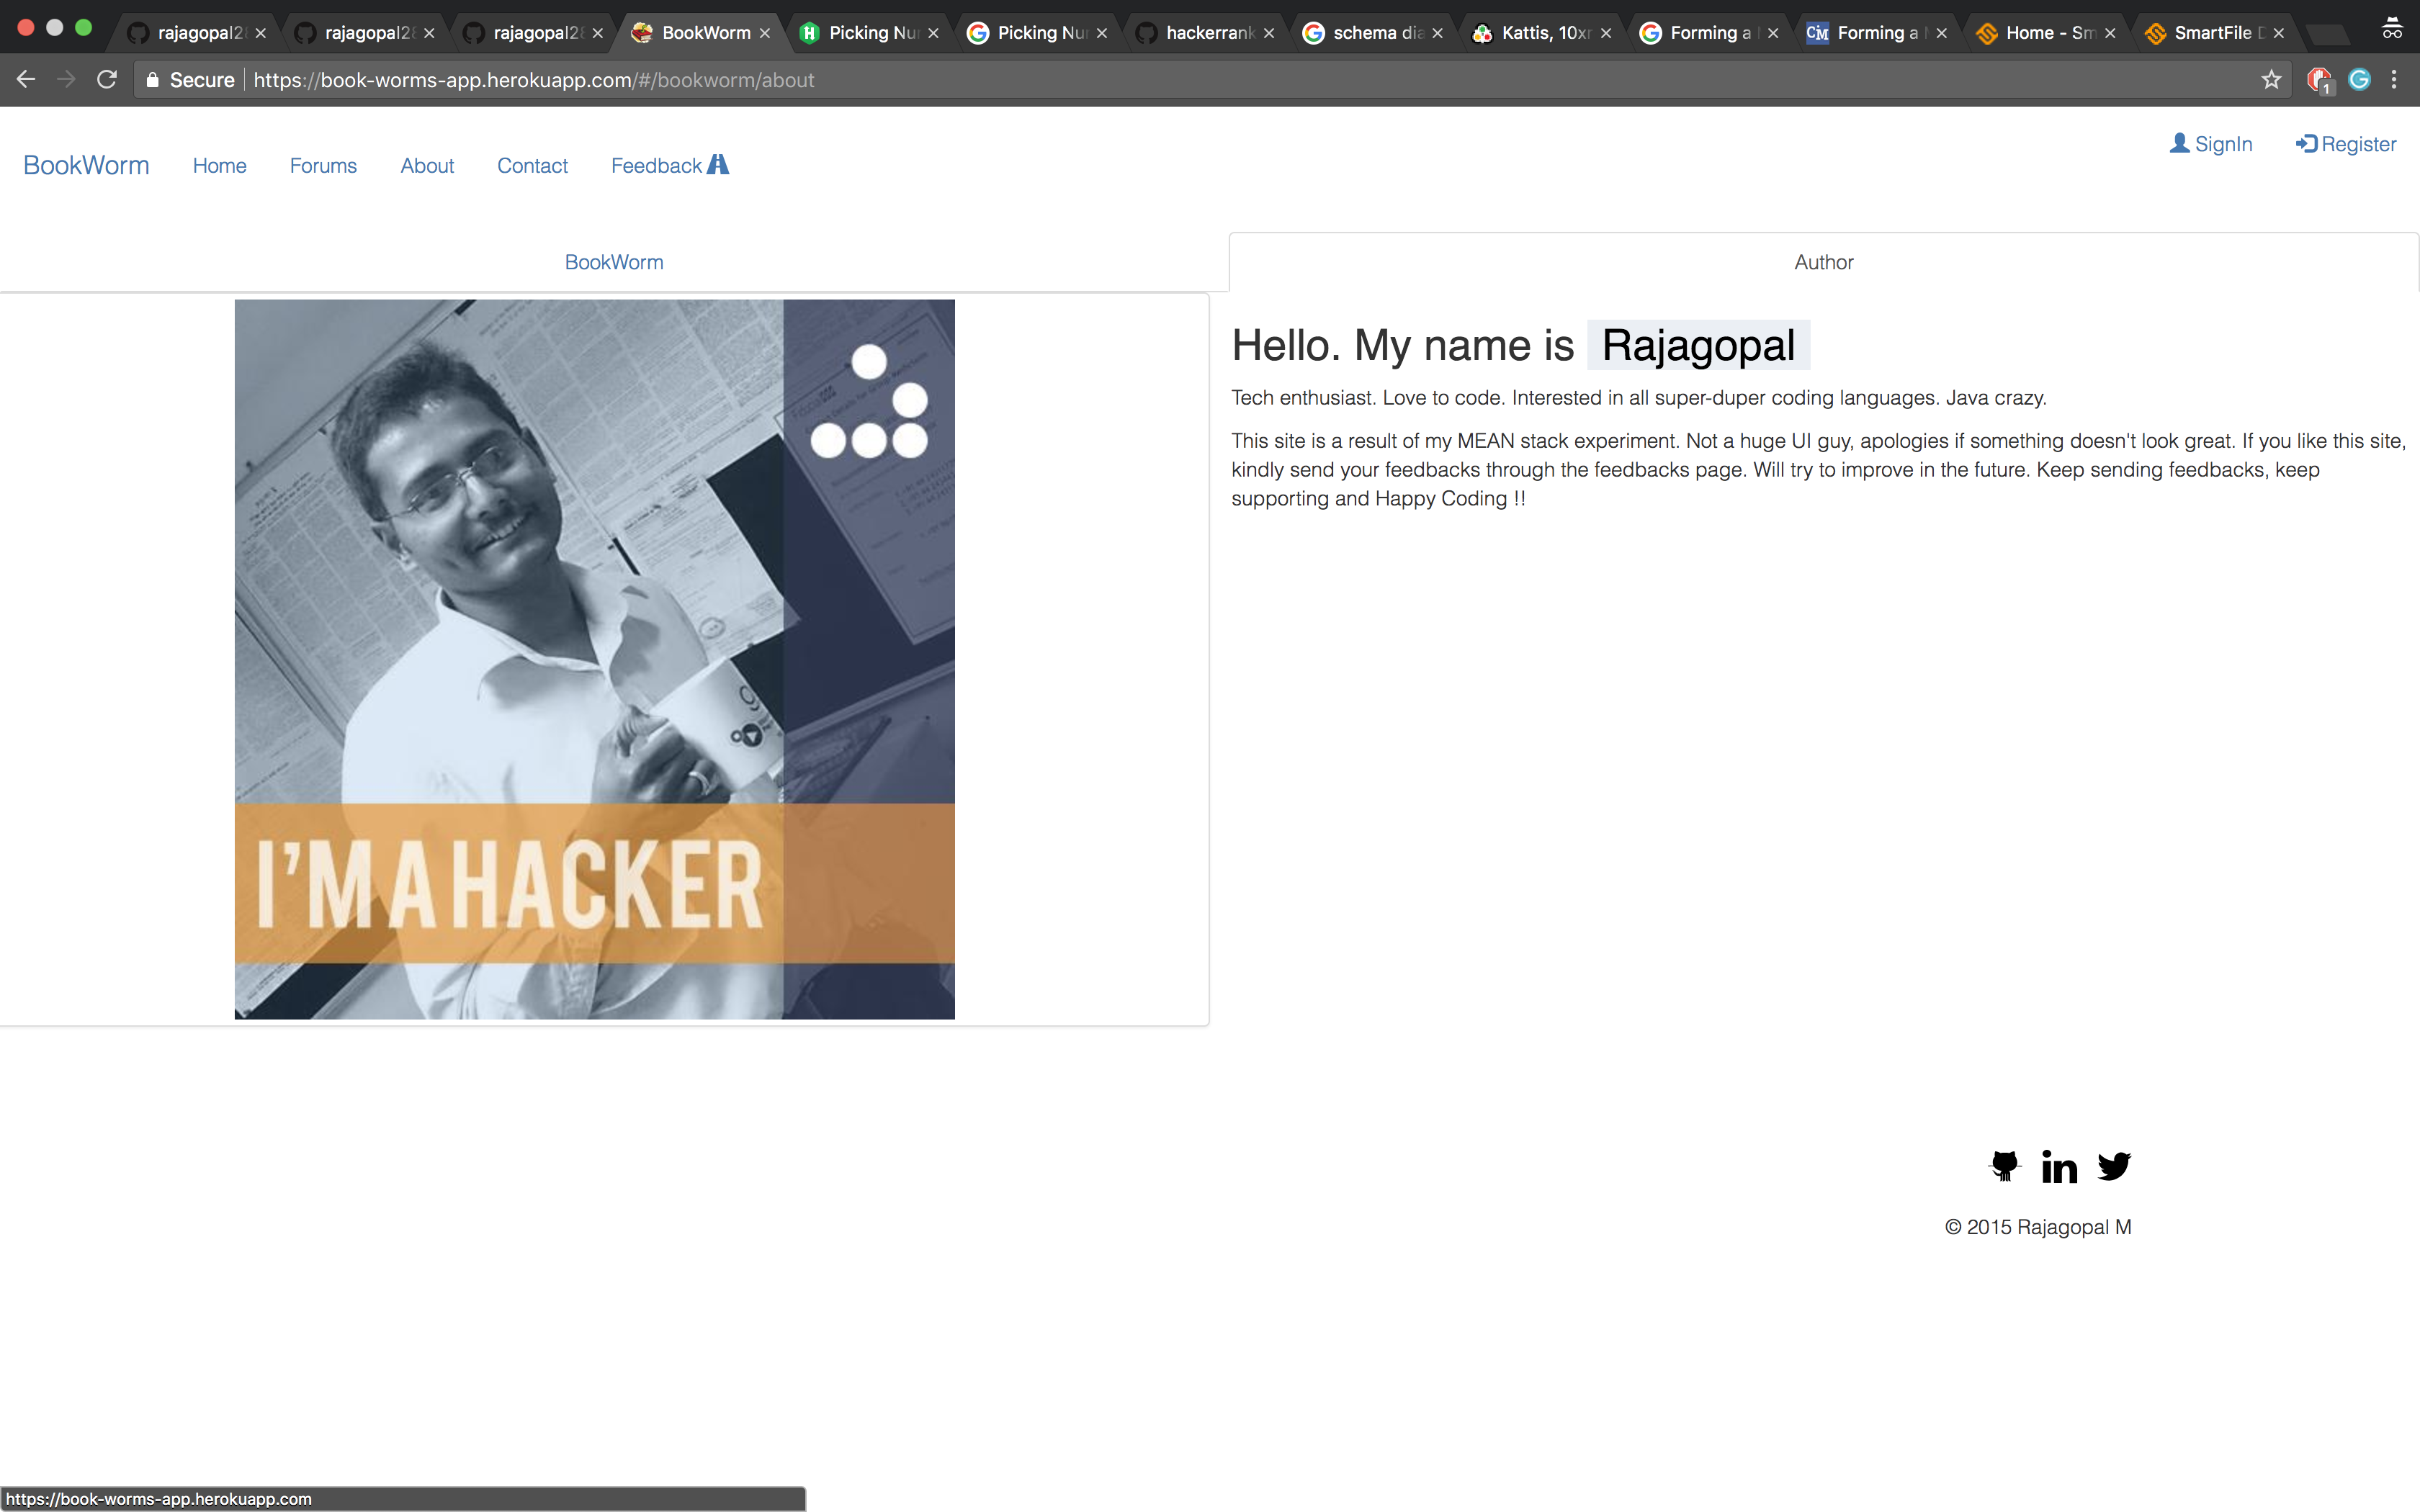 rajagopal28
rajagopal28
rajagopal28
BookWorm
Picking Nu
Picking Nu
hackerrank
schema dia
Kattis, 10x
Forming a
Forming a
Home - Sm
SmartFile
Secure https://book-worms-app.herokuapp.com/#/bookworm/about
1
SignIn Register
BookWorm Home Forums About Contact Feedback
BookWorm
Author
Hello. My name is Rajagopal
Tech enthusiast. Love to code. Interested in all super-duper coding languages. Java crazy.
This site is a result of my MEAN stack experiment. Not a huge UI guy, apologies if something doesn't look great. If you like this site,
kindly send your feedbacks through the feedbacks page. Will try to improve in the future. Keep sending feedbacks, keep
supporting and Happy Coding !!
I'M A HACKER
in
© 2015 Rajagopal M
https://book-worms-app.herokuapp.com